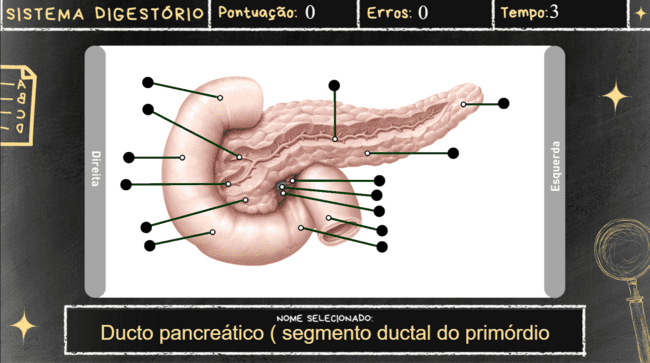 SISTEMA DIGESTÓRIO
Pontuação: 0
Erros: 0
Tempo:3
A
B
C
D
Direita
Esquerda
NOME SELECIONADO:
Ducto pancreático ( segmento ductal do primórdio